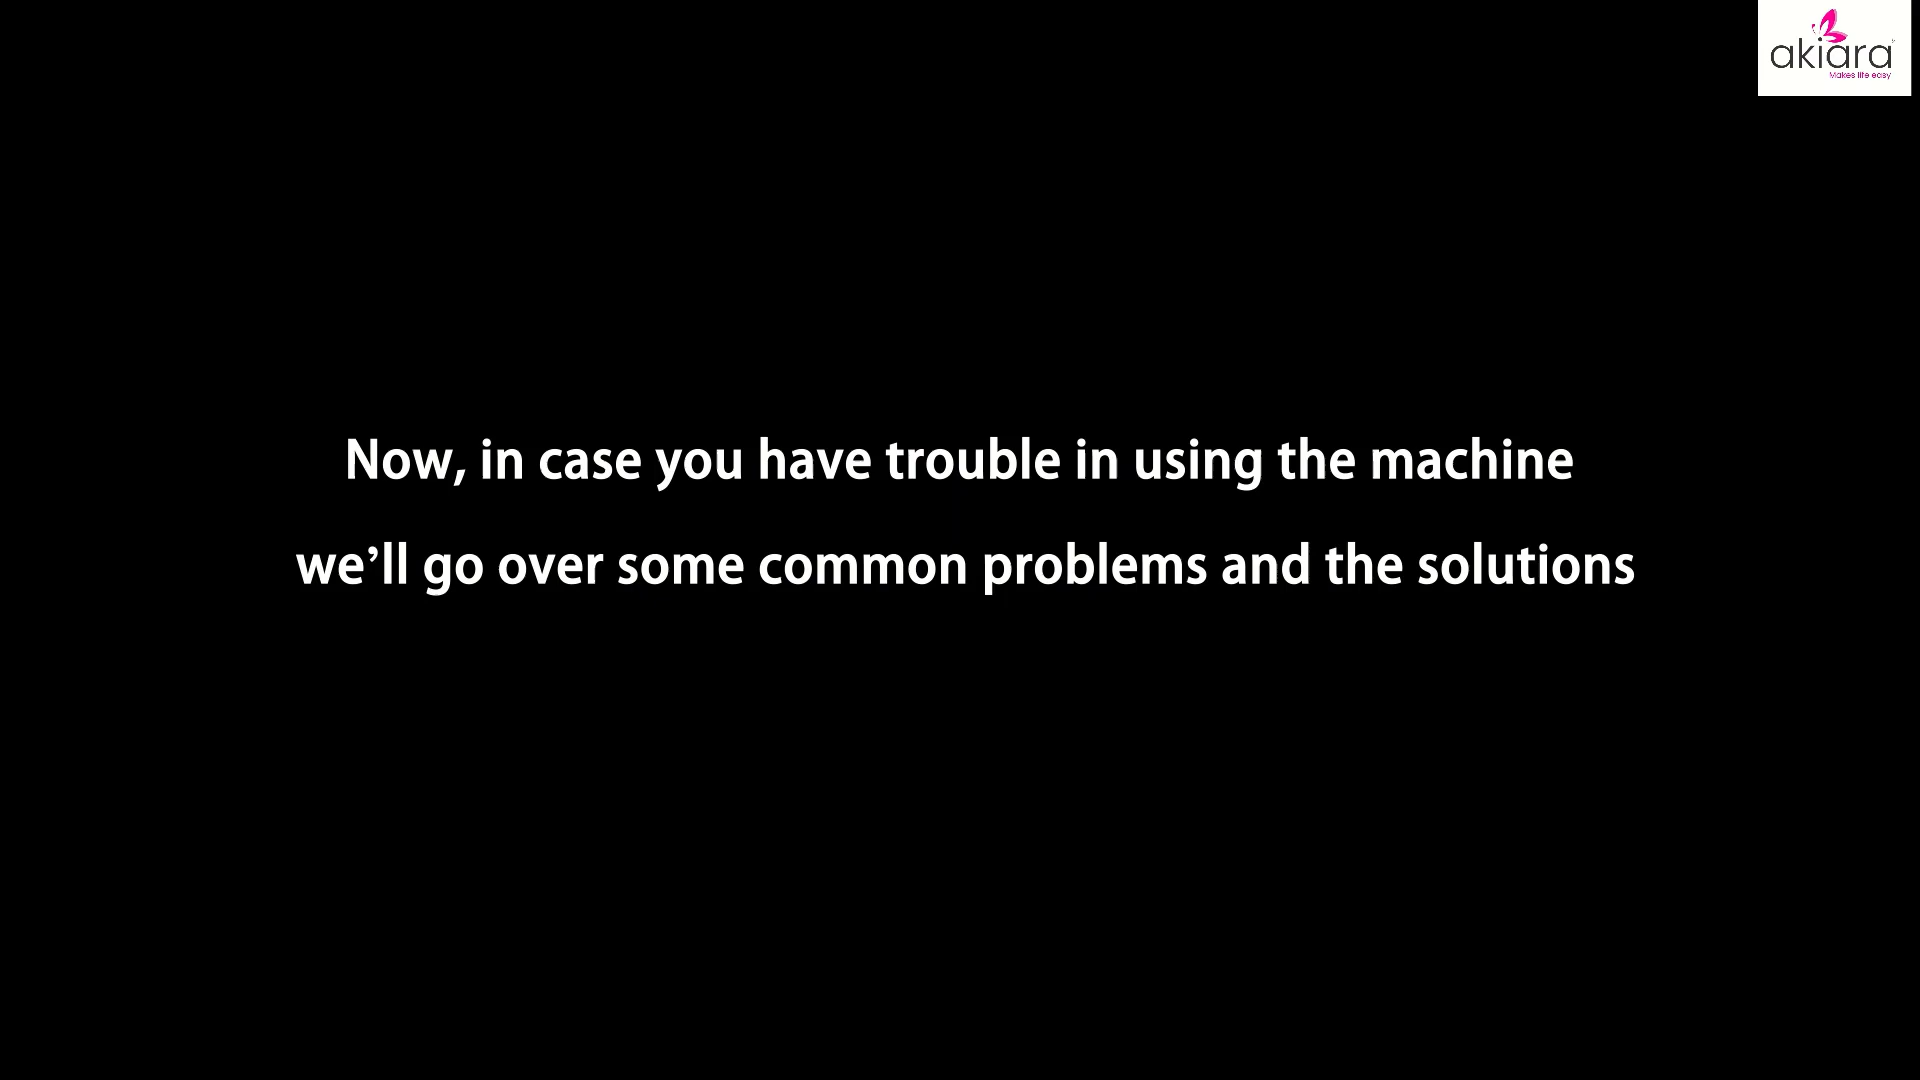 akiara
Makes life easy
Now, in case you have trouble in using the machine
we’ll go over some common problems and the solutions